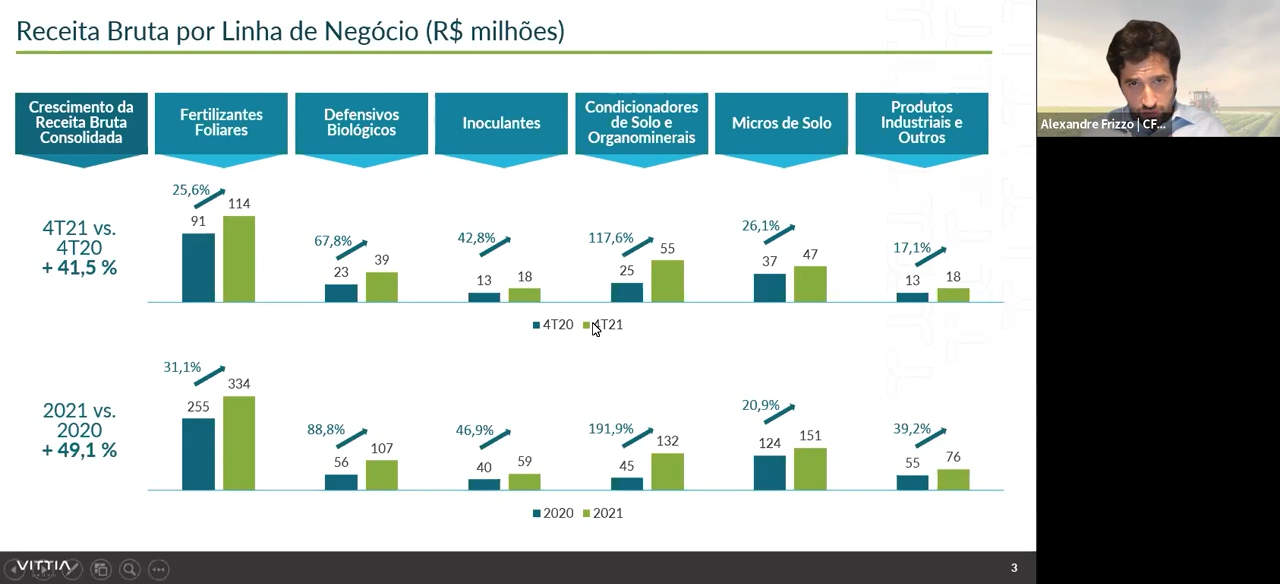 Receita Bruta por Linha de Negócio (R$ milhões)
Alexandre Frizzo | CF...
Crescimento da
Receita Bruta
Consolidada
Fertilizantes
Foliares
Defensivos
Biológicos
Inoculantes
Condicionadores
de Solo e
Organominerais
Micros de Solo
Produtos
Industriais e
Outros
4T21 vs.
4T20
+ 41,5 %
25,6%
91
114
67,8%
23
39
42,8%
13
18
117,6%
25
55
26,1%
37
47
17,1%
13
18
4T20
4T21
2021 vs.
2020
+ 49,1 %
31,1%
255
334
88,8%
56
107
46,9%
40
59
191,9%
45
132
20,9%
124
151
39,2%
55
76
2020
2021
VITTIA
3